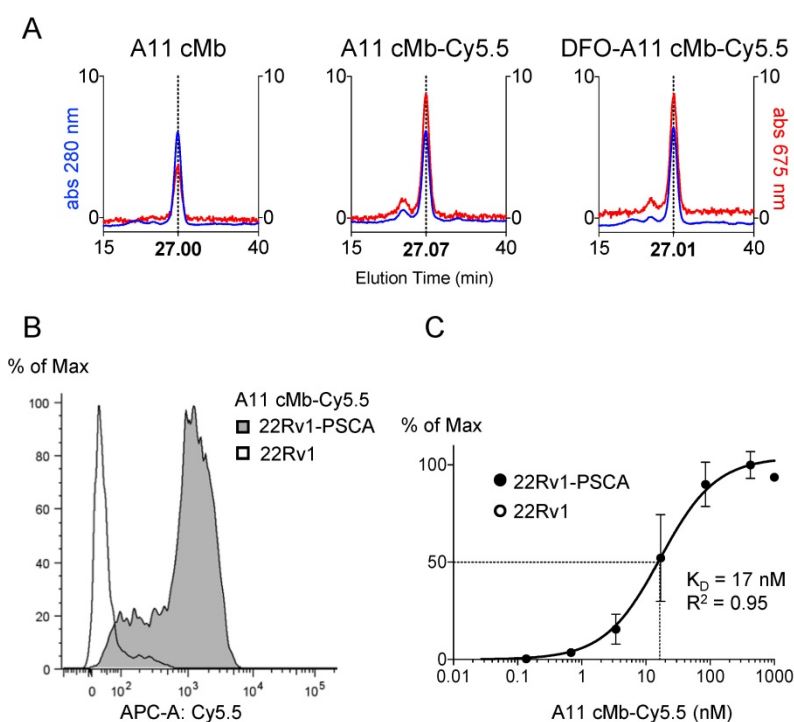 A
A11 cMb
A11 cMb-Cy5.5
DFO-A11 cMb-Cy5.5
10 10 10 10
abs 280 nm
abs 675 nm
0 0 0 0
15 27.00 40 15 27.07 40 15 27.01 40
Elution Time (min)
B
% of Max
A11 cMb-Cy5.5
22Rv1-PSCA
22Rv1
100
80
60
40
20
0
0 10² 10³ 10⁴ 10⁵
APC-A: Cy5.5
C
% of Max
100
50
0
22Rv1-PSCA
22Rv1
K_D = 17 nM
R² = 0.95
0.01 0.1 1 10 100 1000
A11 cMb-Cy5.5 (nM)